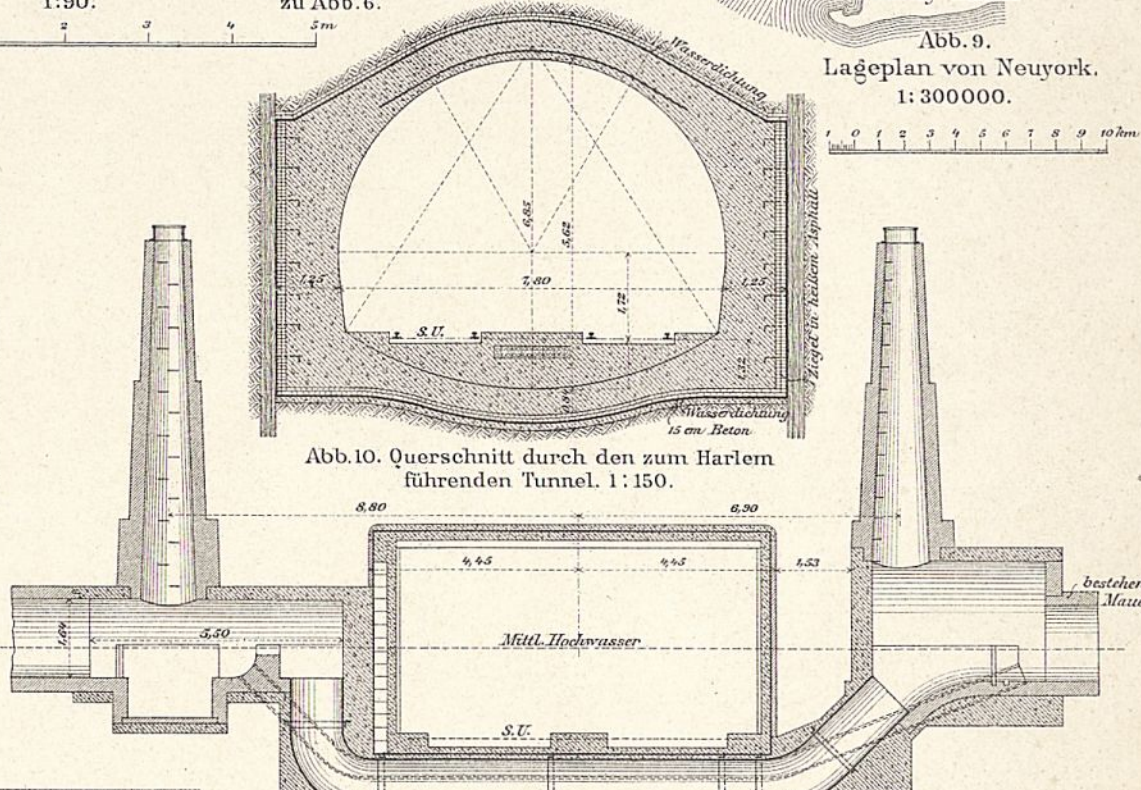 1:90.
zu Abb.6.
2 3 4 5m
Abb.9.
Lageplan von Neuyork.
1:300000.
1 0 1 2 3 4 5 6 7 8 9 10 km
Wasserdichtung
6,85
5,62
1,25
7,80
1,25
1,72
S.U.
1,32
Ziegel in heißem Asphalt
Wasserdichtung
15 cm Beton
Abb.10. Querschnitt durch den zum Harlem
führenden Tunnel. 1:150.
8,80
6,90
4,45
4,45
1,53
bestehen
Mau
1,64
5,50
Mittl. Hochwasser
S.U.